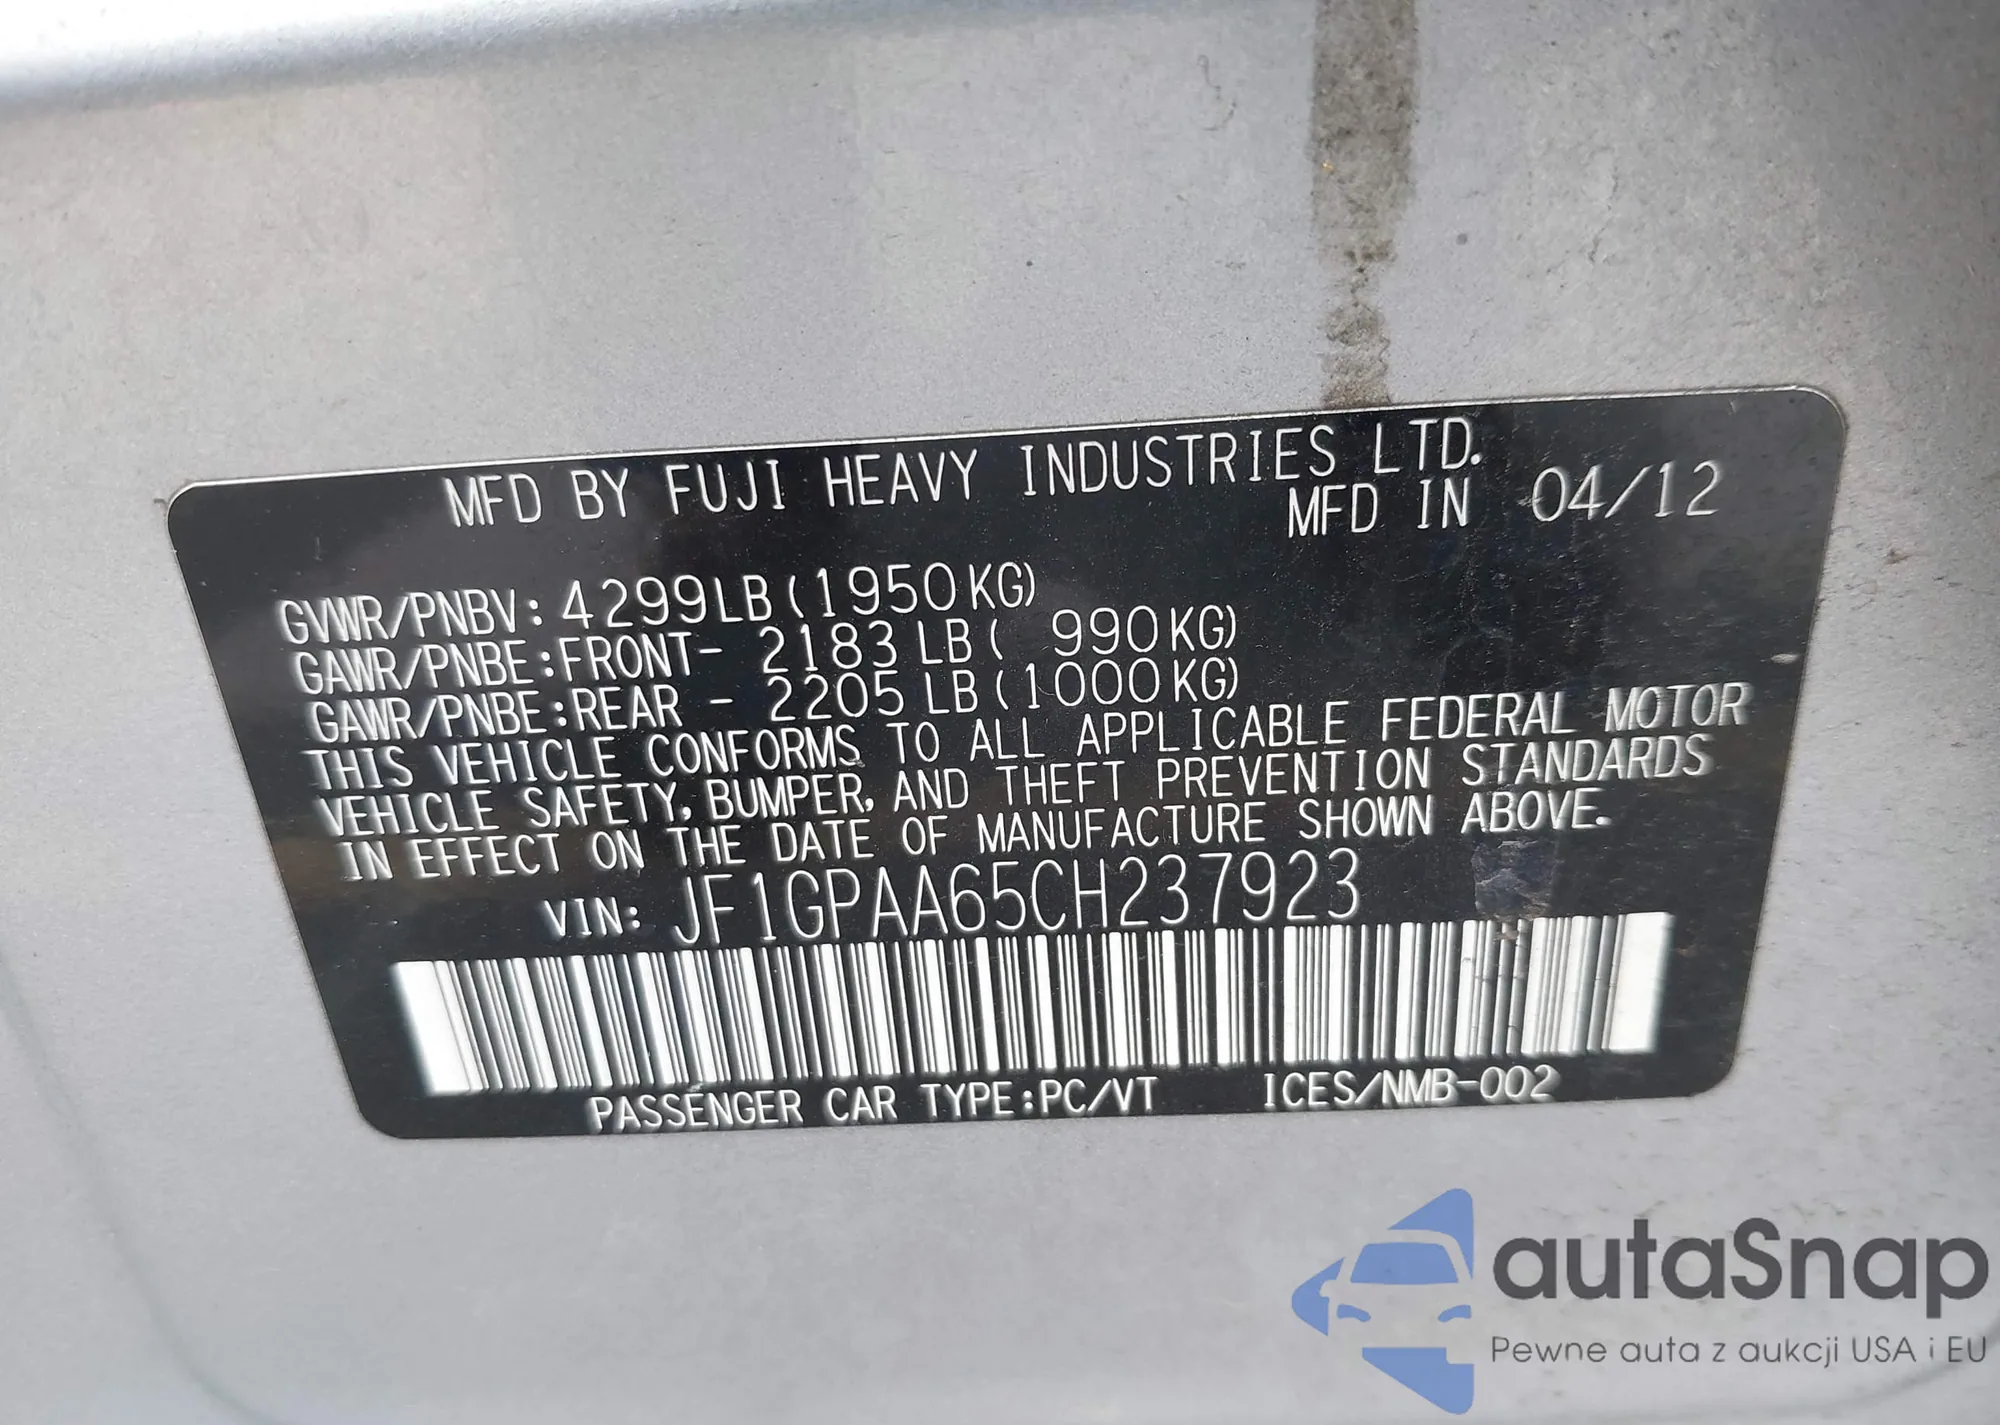 MFD BY FUJI HEAVY INDUSTRIES LTD.
MFD IN 04/12
GVWR/PNBV: 4299LB (1950KG)
GAWR/PNBE:FRONT- 2183 LB ( 990KG)
GAWR/PNBE:REAR - 2205 LB (1000KG)
THIS VEHICLE CONFORMS TO ALL APPLICABLE FEDERAL MOTOR
VEHICLE SAFETY, BUMPER, AND THEFT PREVENTION STANDARDS
IN EFFECT ON THE DATE OF MANUFACTURE SHOWN ABOVE.
VIN: JF1GPAA65CH237923
PASSENGER CAR TYPE:PC/VT ICES/NMB-002
autaSnap
Pewne auta z aukcji USA i EU